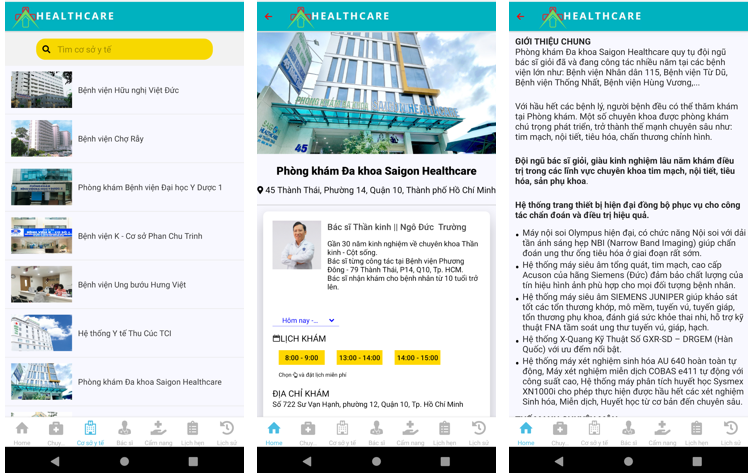 HEALTHCARE
Tìm cơ sở y tế
Bệnh viện Hữu nghị Việt Đức
Bệnh viện Chợ Rẫy
Phòng khám Bệnh viện Đại học Y Dược 1
Bệnh viện K - Cơ sở Phan Chu Trinh
Bệnh viện Ung bướu Hưng Việt
Hệ thống Y tế Thu Cúc TCI
Phòng khám Đa khoa Saigon Healthcare
Home Chuy... Cơ sở y tế Bác sĩ Cẩm nang Lịch hẹn Lịch sử
HEALTHCARE
PHÒNG KHÁM ĐA KHOA SAIGON HEALTHCARE
45
Phòng khám Đa khoa Saigon Healthcare
45 Thành Thái, Phường 14, Quận 10, Thành phố Hồ Chí Minh
Bác sĩ Thần kinh || Ngô Đức Trường
Gần 30 năm kinh nghiệm về chuyên khoa Thần
kinh - Cột sống.
Bác sĩ từng công tác tại Bệnh viện Phương
Đông - 79 Thành Thái, P14, Q10, Tp. HCM.
Bác sĩ nhận khám cho bệnh nhân từ 10 tuổi trở
lên.
Hôm nay -...
LỊCH KHÁM
8:00 - 9:00 13:00 - 14:00 14:00 - 15:00
Chọn và đặt lịch miễn phí
ĐỊA CHỈ KHÁM
Số 722 Sư Vạn Hạnh, phường 12, Quận 10, Tp. Hồ Chí Minh
Home Chuy... Cơ sở y tế Bác sĩ Cẩm nang Lịch hẹn Lịch sử
HEALTHCARE
GIỚI THIỆU CHUNG
Phòng khám Đa khoa Saigon Healthcare quy tụ đội ngũ
bác sĩ giỏi đã và đang công tác nhiều năm tại các bệnh
viện lớn như: Bệnh viện Nhân dân 115, Bệnh viện Từ Dũ,
Bệnh viện Thống Nhất, Bệnh viện Hùng Vương,...
Với hầu hết các bệnh lý, người bệnh đều có thể thăm khám
tại Phòng khám. Một số chuyên khoa được phòng khám
chú trọng phát triển, trở thành thế mạnh chuyên sâu như:
tim mạch, nội tiết, tiêu hóa, chấn thương chỉnh hình.
Đội ngũ bác sĩ giỏi, giàu kinh nghiệm lâu năm khám điều
trị trong các lĩnh vực chuyên khoa tim mạch, nội tiết, tiêu
hóa, sản phụ khoa.
Hệ thống trang thiết bị hiện đại đồng bộ phục vụ cho công
tác chẩn đoán và điều trị hiệu quả.
• Máy nội soi Olympus hiện đại, có chức năng Nội soi với dải
tần ánh sáng hẹp NBI (Narrow Band Imaging) giúp chẩn
đoán ung thư ống tiêu hóa ở giai đoạn rất sớm.
• Hệ thống máy siêu âm tổng quát, tim mạch, cao cấp
Acuson của hãng Siemens (Đức) đảm bảo chất lượng của
tín hiệu hình ảnh phù hợp cho mọi đối tượng bệnh nhân.
• Hệ thống máy siêu âm SIEMENS JUNIPER giúp khảo sát
tốt các tổn thương khớp, mô mềm, tuyến vú, tuyến giáp,
tổn thương phụ khoa, đánh giá sức khỏe thai nhi, hỗ trợ kỹ
thuật FNA tầm soát ung thư tuyến vú, giáp, hạch.
• Hệ thống X-Quang Kỹ Thuật Số GXR-SD – DRGEM (Hàn
Quốc) với ưu điểm nổi bật.
• Hệ thống máy xét nghiệm sinh hóa AU 640 hoàn toàn tự
động, Máy xét nghiệm miễn dịch COBAS e411 tự động với
công suất cao, Hệ thống máy phân tích huyết học Sysmex
XN1000i cho phép thực hiện được hầu hết các xét nghiệm
Sinh hóa, Miễn dịch, Huyết học từ cơ bản đến chuyên sâu.
Home Chuy... Cơ sở y tế Bác sĩ Cẩm nang Lịch hẹn Lịch sử